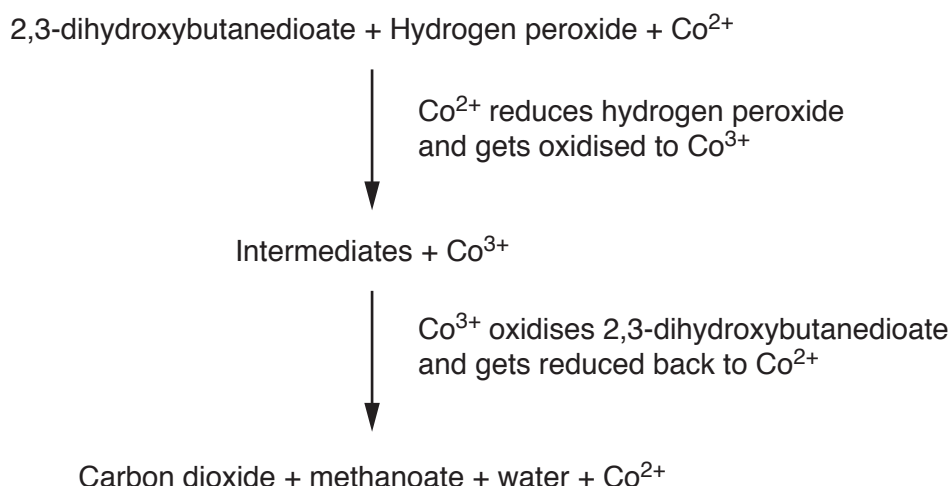 2,3-dihydroxybutanedioate + Hydrogen peroxide + Co²⁺
Co²⁺ reduces hydrogen peroxide
and gets oxidised to Co³⁺
Intermediates + Co³⁺
Co³⁺ oxidises 2,3-dihydroxybutanedioate
and gets reduced back to Co²⁺
Carbon dioxide + methanoate + water + Co²⁺